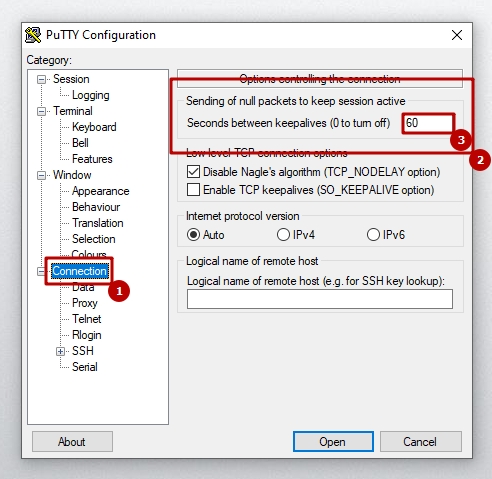 PuTTY Configuration
Category:
Session
Logging
Terminal
Keyboard
Bell
Features
Window
Appearance
Behaviour
Translation
Selection
Colours
Connection
1
Data
Proxy
Telnet
Rlogin
SSH
Serial
Options controlling the connection
Sending of null packets to keep session active
Seconds between keepalives (0 to turn off) 60
3
2
Low-level TCP connection options
Disable Nagle's algorithm (TCP_NODELAY option)
Enable TCP keepalives (SO_KEEPALIVE option)
Internet protocol version
Auto IPv4 IPv6
Logical name of remote host
Logical name of remote host (e.g. for SSH key lookup):
About Open Cancel